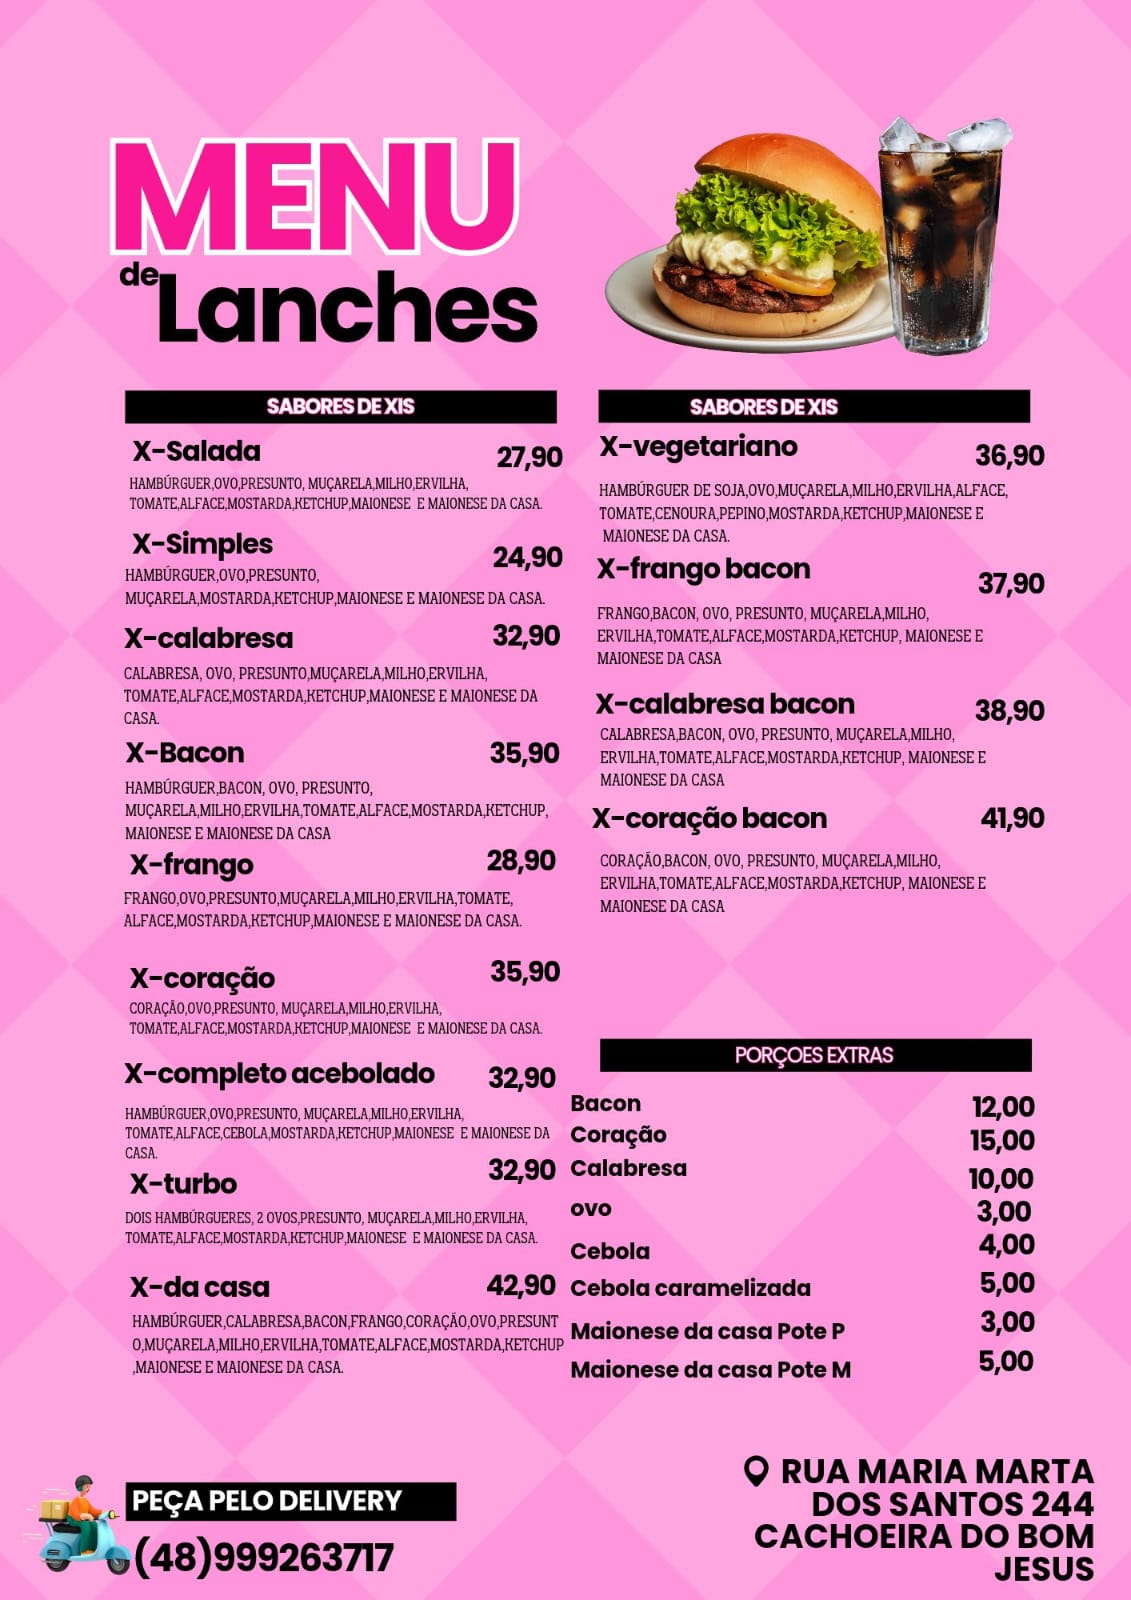 MENU
de Lanches
SABORES DE XIS
X-Salada 27,90
HAMBÚRGUER,OVO,PRESUNTO, MUÇARELA,MILHO,ERVILHA,
TOMATE,ALFACE,MOSTARDA,KETCHUP,MAIONESE E MAIONESE DA CASA.
X-Simples 24,90
HAMBÚRGUER,OVO,PRESUNTO,
MUÇARELA,MOSTARDA,KETCHUP,MAIONESE E MAIONESE DA CASA.
X-calabresa 32,90
CALABRESA, OVO, PRESUNTO,MUÇARELA,MILHO,ERVILHA,
TOMATE,ALFACE,MOSTARDA,KETCHUP,MAIONESE E MAIONESE DA
CASA.
X-Bacon 35,90
HAMBÚRGUER,BACON, OVO, PRESUNTO,
MUÇARELA,MILHO,ERVILHA,TOMATE,ALFACE,MOSTARDA,KETCHUP,
MAIONESE E MAIONESE DA CASA
X-frango 28,90
FRANGO,OVO,PRESUNTO,MUÇARELA,MILHO,ERVILHA,TOMATE,
ALFACE,MOSTARDA,KETCHUP,MAIONESE E MAIONESE DA CASA.
X-coração 35,90
CORAÇÃO,OVO,PRESUNTO, MUÇARELA,MILHO,ERVILHA,
TOMATE,ALFACE,MOSTARDA,KETCHUP,MAIONESE E MAIONESE DA CASA.
X-completo acebolado 32,90
HAMBÚRGUER,OVO,PRESUNTO, MUÇARELA,MILHO,ERVILHA,
TOMATE,ALFACE,CEBOLA,MOSTARDA,KETCHUP,MAIONESE E MAIONESE DA
CASA.
X-turbo 32,90
DOIS HAMBÚRGUERES, 2 OVOS,PRESUNTO, MUÇARELA,MILHO,ERVILHA,
TOMATE,ALFACE,MOSTARDA,KETCHUP,MAIONESE E MAIONESE DA CASA.
X-da casa 42,90
HAMBÚRGUER,CALABRESA,BACON,FRANGO,CORAÇÃO,OVO,PRESUNT
O,MUÇARELA,MILHO,ERVILHA,TOMATE,ALFACE,MOSTARDA,KETCHUP
,MAIONESE E MAIONESE DA CASA.
SABORES DE XIS
X-vegetariano 36,90
HAMBÚRGUER DE SOJA,OVO,MUÇARELA,MILHO,ERVILHA,ALFACE,
TOMATE,CENOURA,PEPINO,MOSTARDA,KETCHUP,MAIONESE E
MAIONESE DA CASA.
X-frango bacon 37,90
FRANGO,BACON, OVO, PRESUNTO, MUÇARELA,MILHO,
ERVILHA,TOMATE,ALFACE,MOSTARDA,KETCHUP, MAIONESE E
MAIONESE DA CASA
X-calabresa bacon 38,90
CALABRESA,BACON, OVO, PRESUNTO, MUÇARELA,MILHO,
ERVILHA,TOMATE,ALFACE,MOSTARDA,KETCHUP, MAIONESE E
MAIONESE DA CASA
X-coração bacon 41,90
CORAÇÃO,BACON, OVO, PRESUNTO, MUÇARELA,MILHO,
ERVILHA,TOMATE,ALFACE,MOSTARDA,KETCHUP, MAIONESE E
MAIONESE DA CASA
PORÇOES EXTRAS
Bacon 12,00
Coração 15,00
Calabresa 10,00
ovo 3,00
Cebola 4,00
Cebola caramelizada 5,00
Maionese da casa Pote P 3,00
Maionese da casa Pote M 5,00
PEÇA PELO DELIVERY
(48)999263717
RUA MARIA MARTA
DOS SANTOS 244
CACHOEIRA DO BOM
JESUS